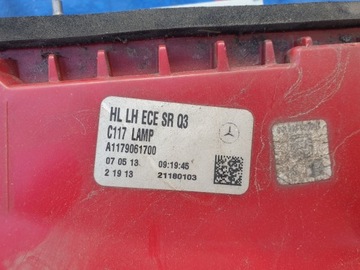 HL LH ECE SR Q3
C117 LAMP
A1179061700
07 05 13 09:19:45
2 19 13 21180103